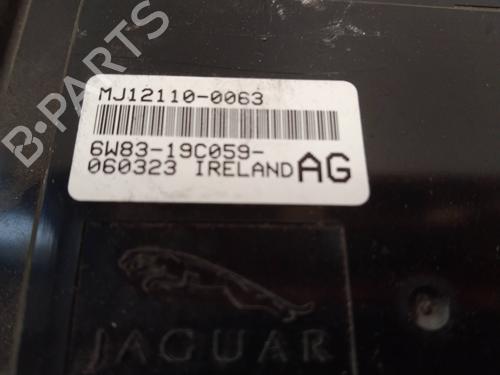 MJ12110-0063
6W83-19C059-
060323 IRELAND AG
JAGUAR
B-PARTS